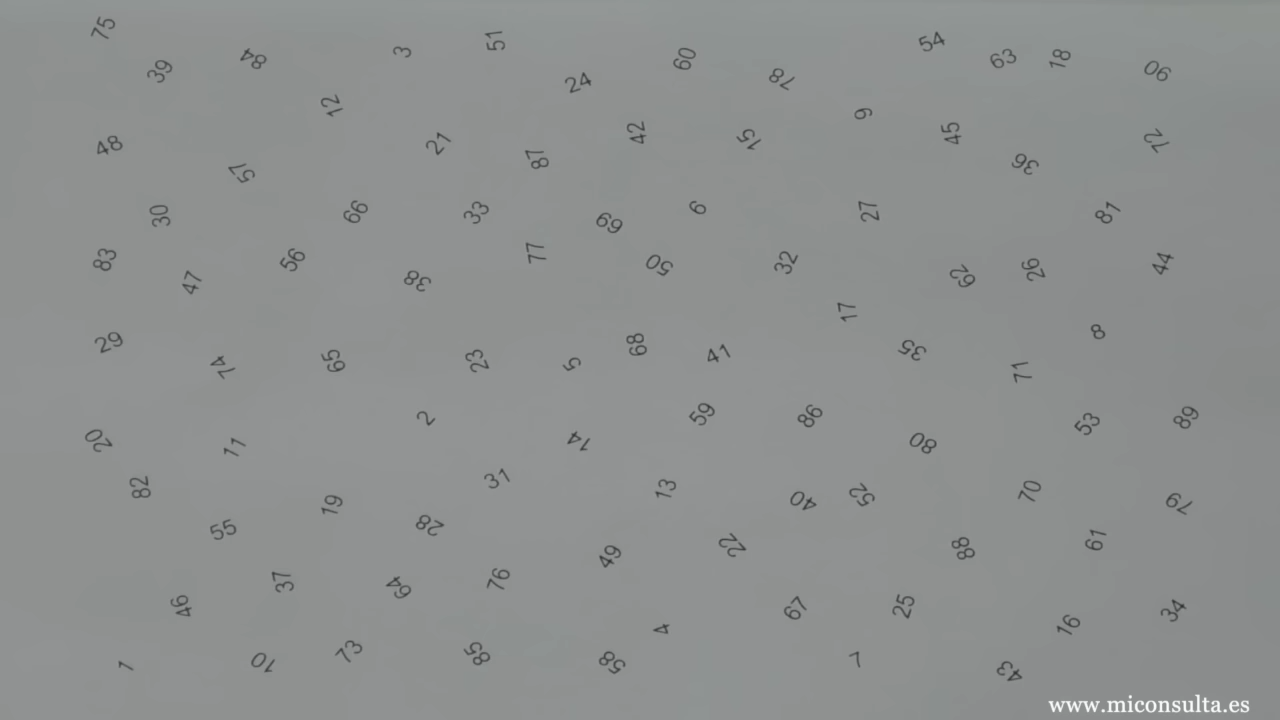 75 39 84 3 51 24 60 78 54 63 18 90
48 57 12 21 87 42 15 9 45 36 72
30 66 33 69 6 27 81
83 47 56 38 77 50 32 62 26 44
29 74 65 23 5 68 41 17 35 71 8
20 11 2 14 59 86 80 53 89
82 19 31 13 40 52 70 79
55 28 49 22 88 61
46 37 64 76 4 67 25 16 34
1 10 73 85 58 7 43
www.miconsulta.es